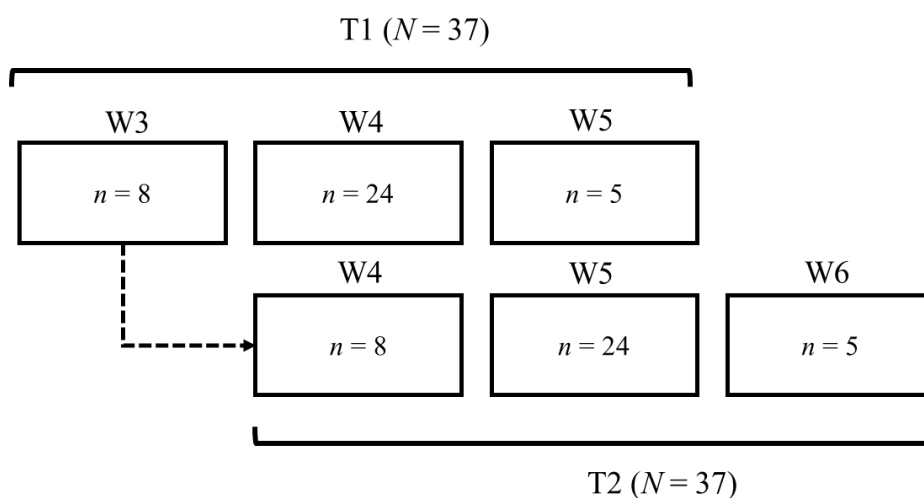 T1 (N = 37)
W3 W4 W5
n = 8 n = 24 n = 5
W4 W5 W6
n = 8 n = 24 n = 5
T2 (N = 37)